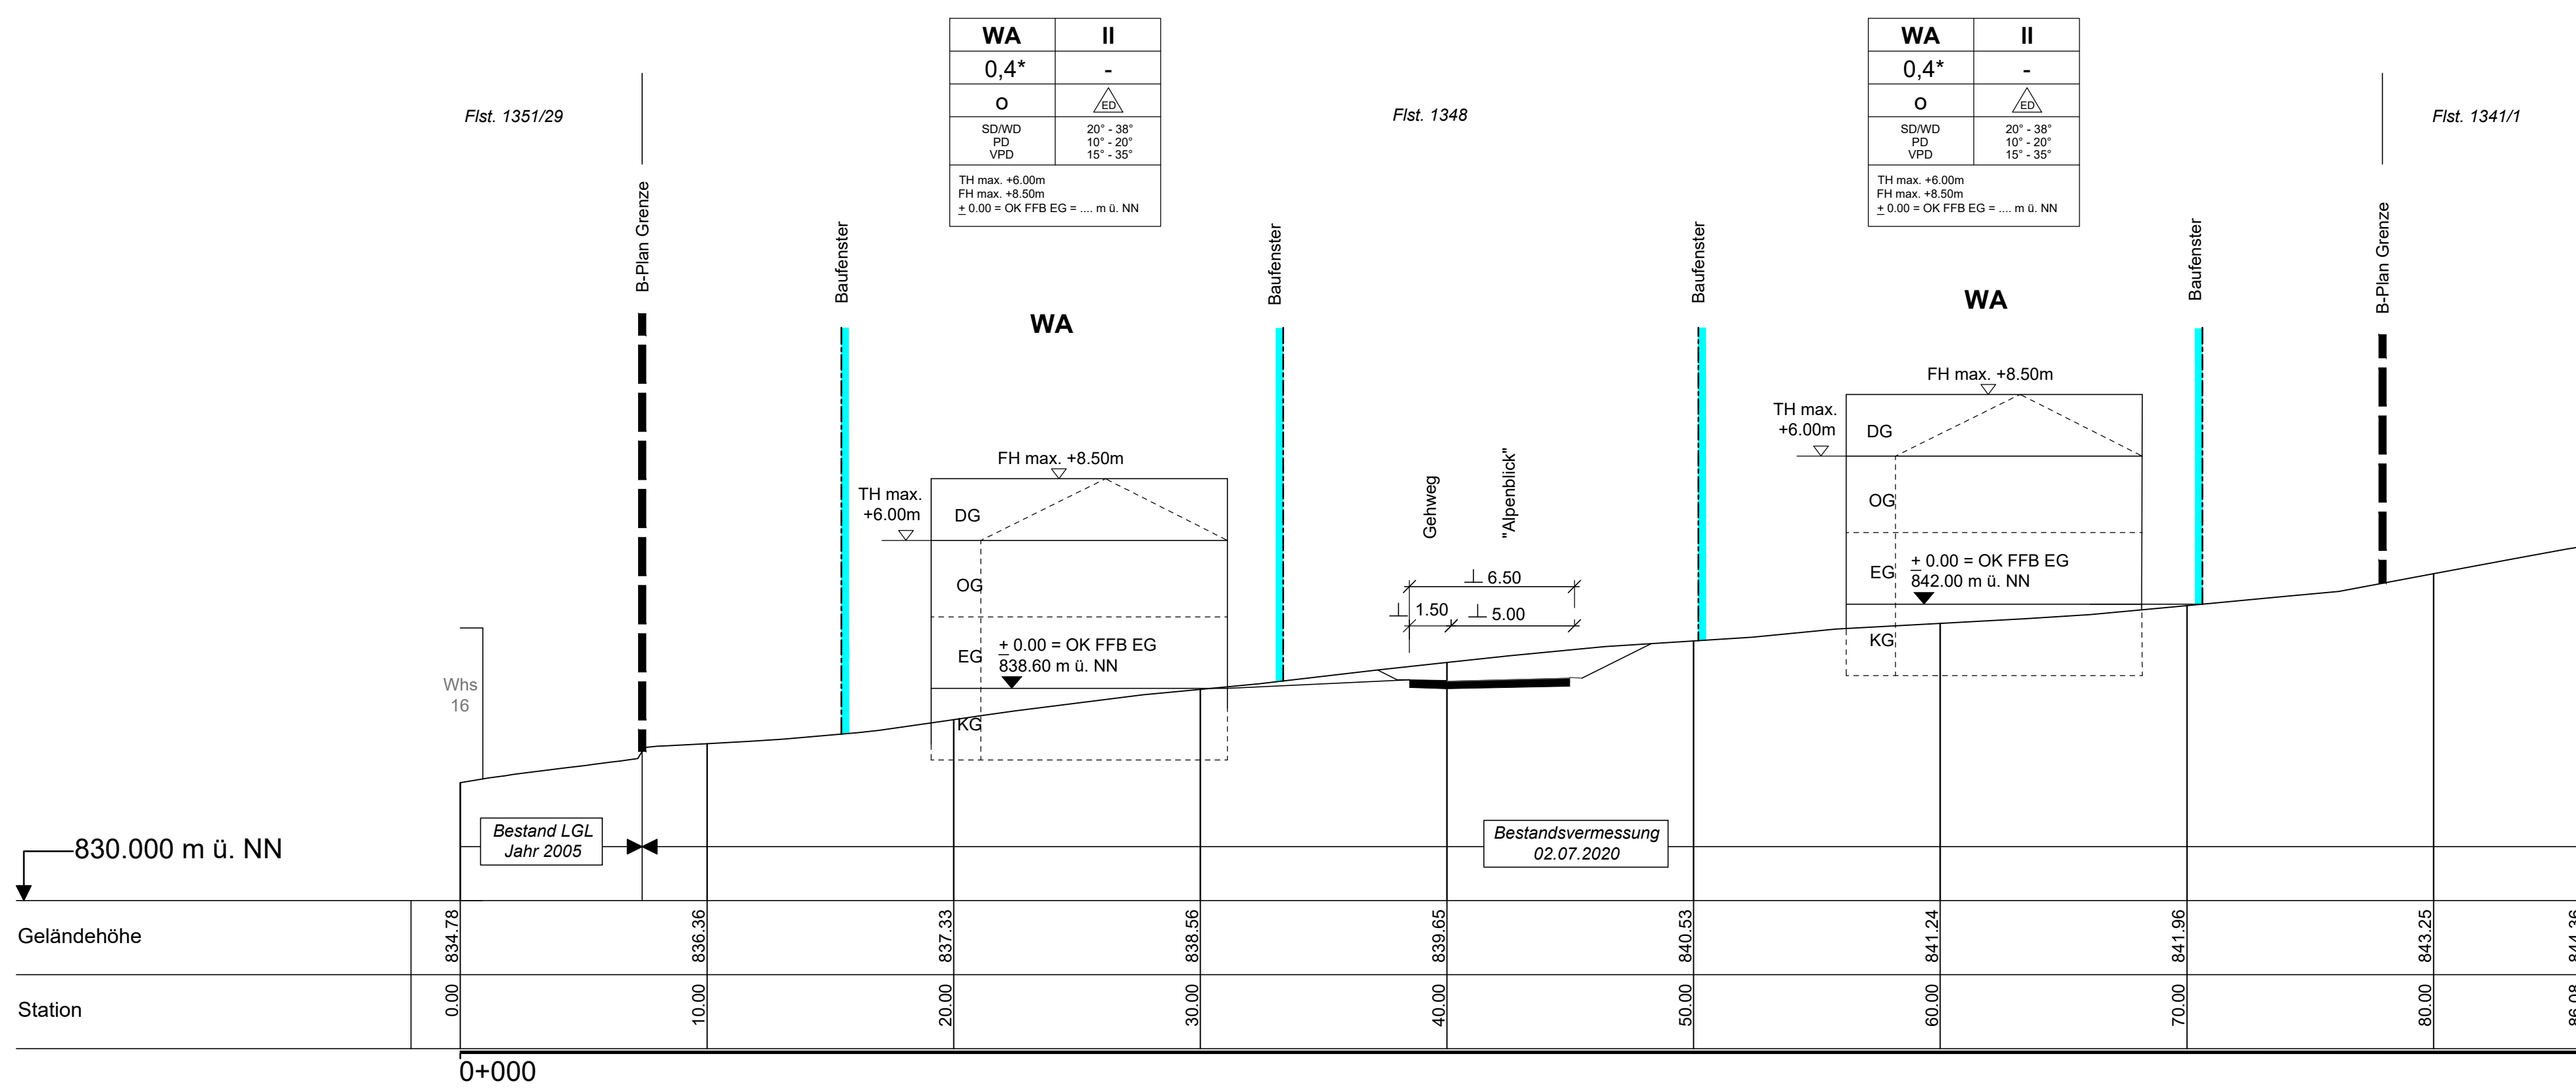 WA II
0,4* -
o ED
SD/WD 20° - 38°
PD 10° - 20°
VPD 15° - 35°
TH max. +6.00m
FH max. +8.50m
± 0.00 = OK FFB EG = .... m ü. NN
WA II
0,4* -
o ED
SD/WD 20° - 38°
PD 10° - 20°
VPD 15° - 35°
TH max. +6.00m
FH max. +8.50m
± 0.00 = OK FFB EG = .... m ü. NN
Flst. 1351/29
Flst. 1348
Flst. 1341/1
B-Plan Grenze
Baufenster
Baufenster
Baufenster
Baufenster
B-Plan Grenze
WA
WA
FH max. +8.50m
TH max.
+6.00m
DG
OG
EG
± 0.00 = OK FFB EG
838.60 m ü. NN
KG
Gehweg
"Alpenblick"
6.50
1.50
5.00
FH max. +8.50m
TH max.
+6.00m
DG
OG
EG
± 0.00 = OK FFB EG
842.00 m ü. NN
KG
Whs
16
Bestand LGL
Jahr 2005
Bestandsvermessung
02.07.2020
830.000 m ü. NN
Geländehöhe
834.78
836.36
837.33
838.56
839.65
840.53
841.24
841.96
843.25
Station
0.00
10.00
20.00
30.00
40.00
50.00
60.00
70.00
80.00
0+000